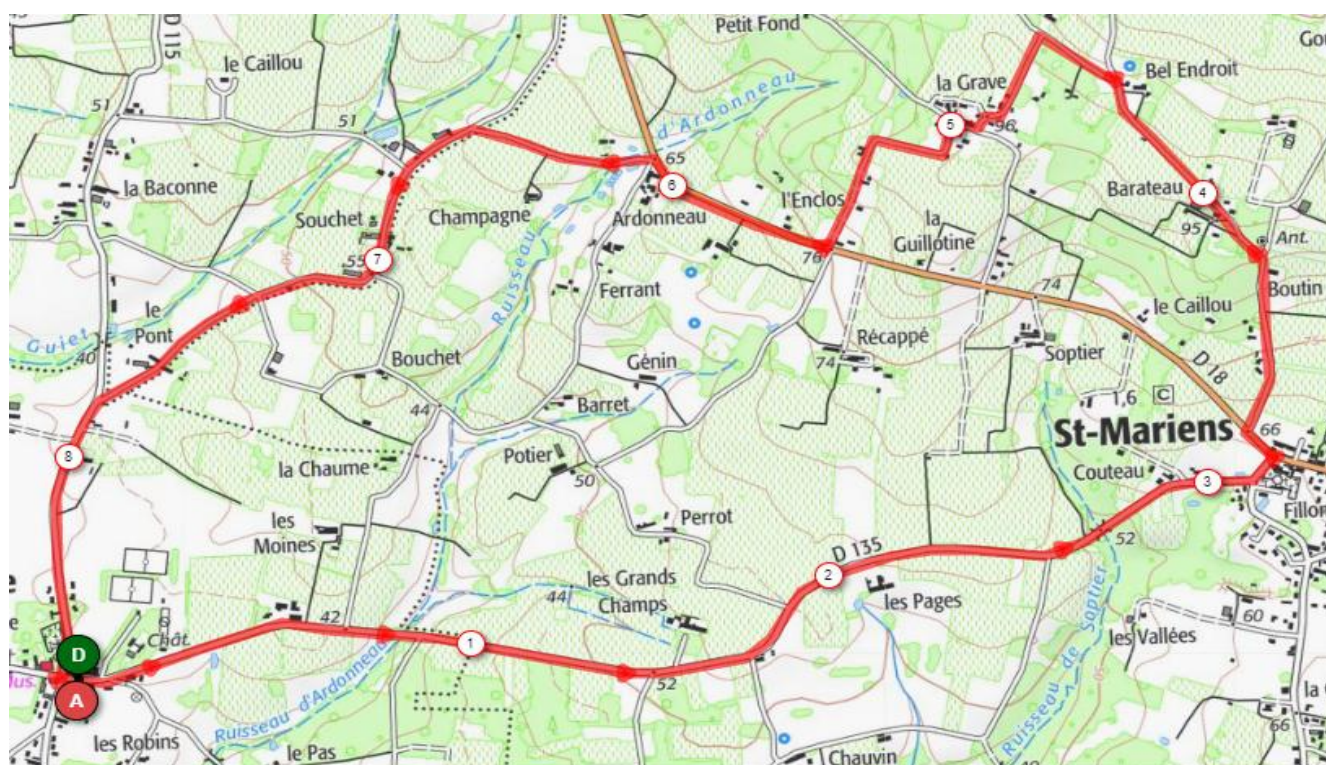 D 115
le Caillou
51
51
la Baconne
Souchet
Champagne
55
7
le
Pont
Guiet
40
Bouchet
44
8
la Chaume
les
Moines
42
Chât.
D
A
les Robins
Ruisseau d'Ardonneau
le Pas
1
Petit Fond
Ruisseau
d'Ardonneau
65
6
Ardonneau
l'Enclos
76
Ferrant
Génin
Barret
Potier
50
Perrot
les Grands
Champs
44
52
la Grave
5
96
Bel Endroit
la
Guillotine
Barateau
4
95
Ant.
Boutin
74
le Caillou
Récappé
74
Soptier
D 18
1,6 C
66
St-Mariens
Couteau
3
52
D 135
2
les Pages
Ruisseau de Soptier
les Vallées
60
66
Chauvin